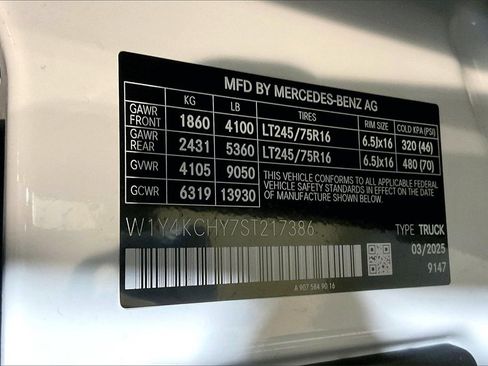 MFD BY MERCEDES-BENZ AG
KG LB TIRES RIM SIZE COLD KPA (PSI)
GAWR FRONT 1860 4100 LT245/75R16 6.5Jx16 320 (46)
GAWR REAR 2431 5360 LT245/75R16 6.5Jx16 480 (70)
GVWR 4105 9050
GCWR 6319 13930
THIS VEHICLE CONFORMS TO ALL APPLICABLE FEDERAL
VEHICLE SAFETY STANDARDS IN EFFECT ON THE DATE
OF MANUFACTURE SHOWN ABOVE.
W1Y4KCHY7ST217386 TYPE TRUCK
03/2025
9147
A 907 584 90 16